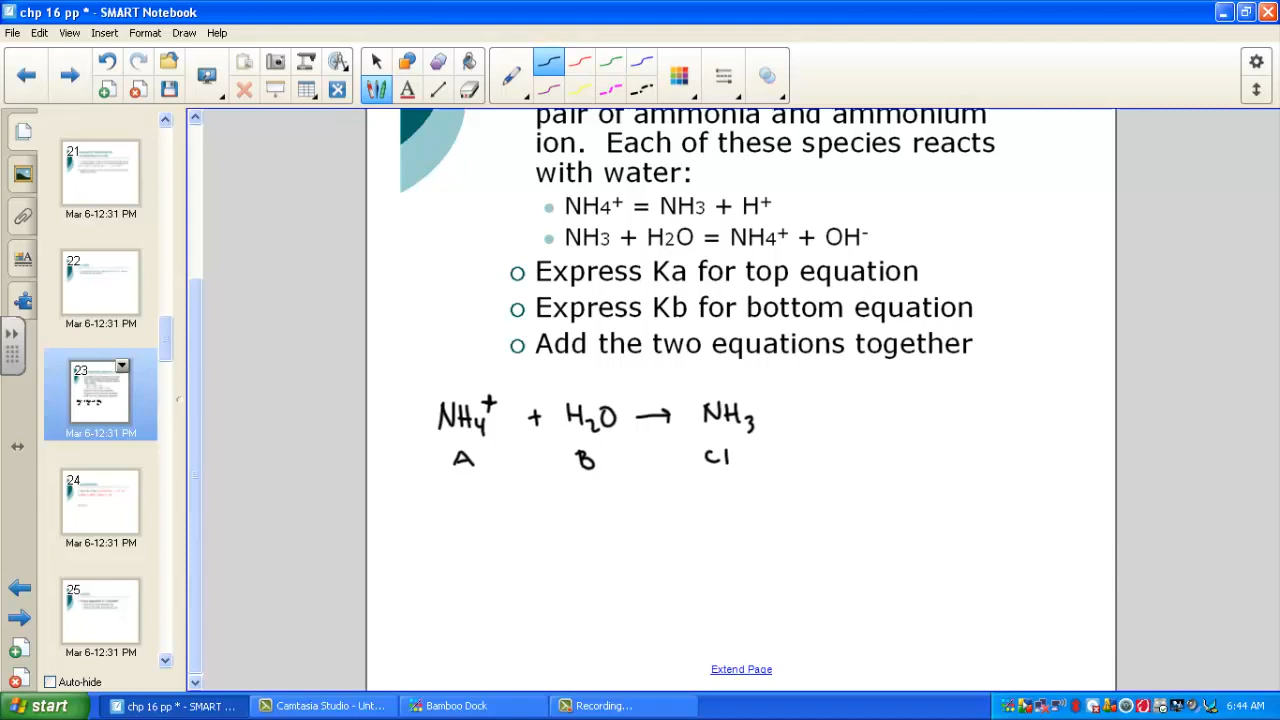 chp 16 pp * - SMART Notebook
File Edit View Insert Format Draw Help
21
Mar 6-12:31 PM
22
Mar 6-12:31 PM
23
Mar 6-12:31 PM
24
Mar 6-12:31 PM
25
Mar 6-12:31 PM
Auto-hide
pair of ammonia and ammonium
ion. Each of these species reacts
with water:
NH4+ = NH3 + H+
NH3 + H2O = NH4+ + OH-
Express Ka for top equation
Express Kb for bottom equation
Add the two equations together
NH4+ + H2O → NH3
A B Cl
Extend Page
start chp 16 pp * - SMART ... Camtasia Studio - Unt... Bamboo Dock Recording... 6:44 AM